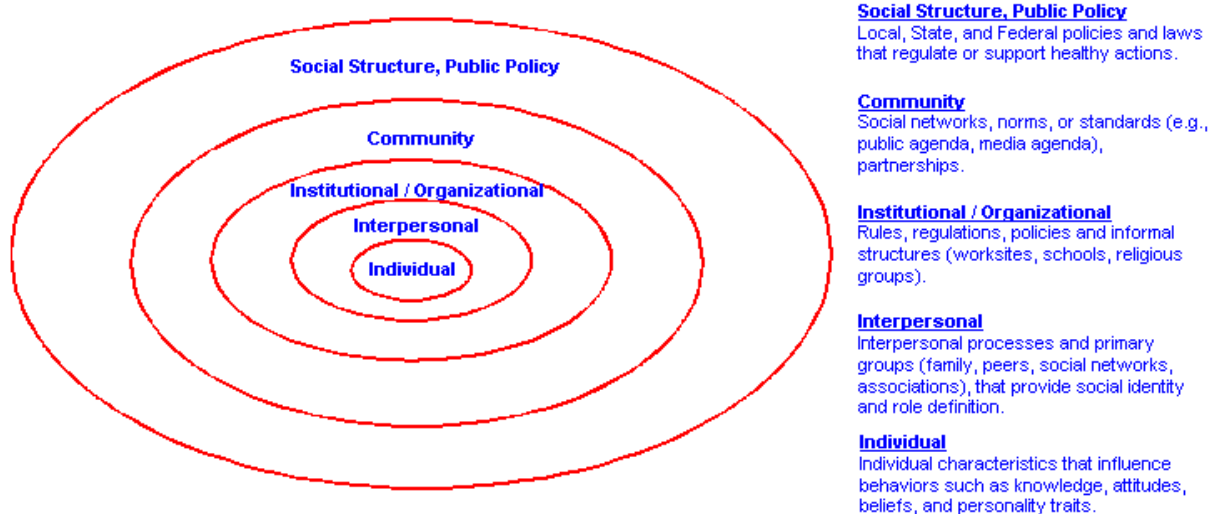 Social Structure, Public Policy
Community
Institutional / Organizational
Interpersonal
Individual
Social Structure, Public Policy
Local, State, and Federal policies and laws
that regulate or support healthy actions.
Community
Social networks, norms, or standards (e.g.,
public agenda, media agenda),
partnerships.
Institutional / Organizational
Rules, regulations, policies and informal
structures (worksites, schools, religious
groups).
Interpersonal
Interpersonal processes and primary
groups (family, peers, social networks,
associations), that provide social identity
and role definition.
Individual
Individual characteristics that influence
behaviors such as knowledge, attitudes,
beliefs, and personality traits.